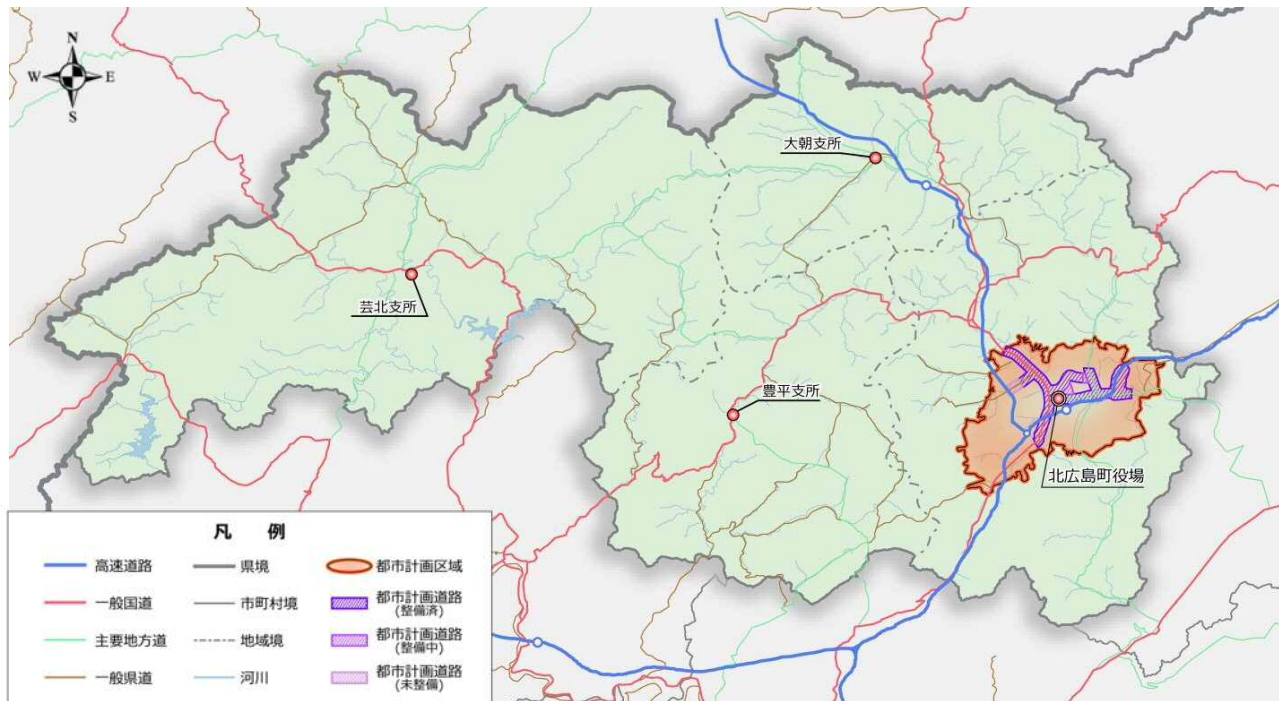 N
W E
S
大朝支所
芸北支所
豊平支所
北広島町役場
凡 例
高速道路
県境
都市計画区域
一般国道
市町村境
都市計画道路
(整備済)
主要地方道
地域境
都市計画道路
(整備中)
一般県道
河川
都市計画道路
(未整備)